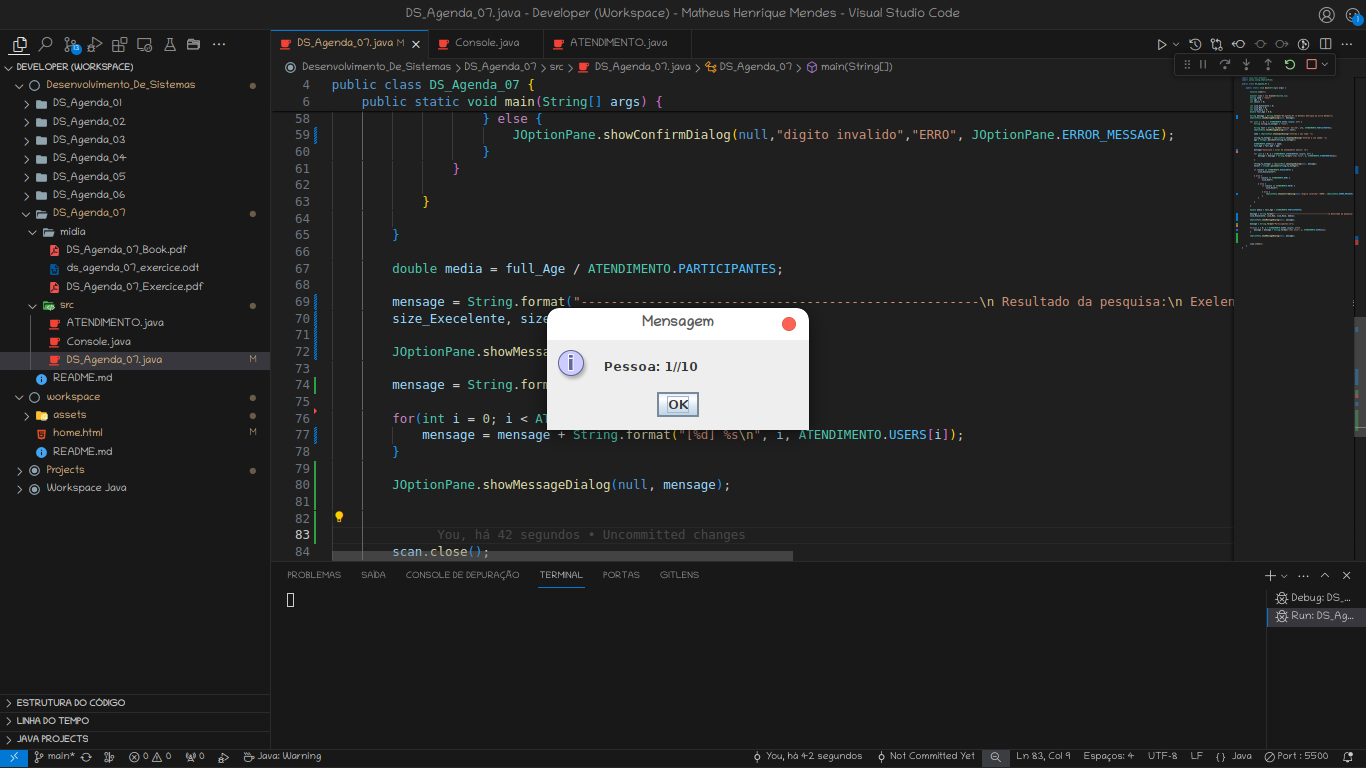 DS_Agenda_07.java - Developer (Workspace) - Matheus Henrique Mendes - Visual Studio Code
13
DS_Agenda_07.java M
Console.java
ATENDIMENTO.java
DEVELOPER (WORKSPACE)
Desenvolvimento_De_Sistemas
DS_Agenda_01
DS_Agenda_02
DS_Agenda_03
DS_Agenda_04
DS_Agenda_05
DS_Agenda_06
DS_Agenda_07
midia
DS_Agenda_07_Book.pdf
ds_agenda_07_exercice.odt
DS_Agenda_07_Exercice.pdf
src
ATENDIMENTO.java
Console.java
DS_Agenda_07.java M
README.md
workspace
assets
home.html M
README.md
Projects
Workspace Java
ESTRUTURA DO CÓDIGO
LINHA DO TEMPO
JAVA PROJECTS
Desenvolvimento_De_Sistemas > DS_Agenda_07 > src > DS_Agenda_07.java > DS_Agenda_07 > main(String[])
4 public class DS_Agenda_07 {
6 public static void main(String[] args) {
58 } else {
59 JOptionPane.showConfirmDialog(null,"digito invalido","ERRO", JOptionPane.ERROR_MESSAGE);
60 }
61 }
62
63 }
64
65 }
66
67 double media = full_Age / ATENDIMENTO.PARTICIPANTES;
68
69 mensage = String.format("-----------------------------------------------------\n Resultado da pesquisa:\n Exelen
70 size_Execelente, size
71
72 JOptionPane.showMessa
73
74 mensage = String.form
75
76 for(int i = 0; i < AT
77 mensage = mensage + String.format("[%d] %s\n", i, ATENDIMENTO.USERS[i]);
78 }
79
80 JOptionPane.showMessageDialog(null, mensage);
81
82
83 You, há 42 segundos • Uncommitted changes
84 scan.close();
Mensagem
Pessoa: 1//10
OK
PROBLEMAS SAÍDA CONSOLE DE DEPURAÇÃO TERMINAL PORTAS GITLENS
Debug: DS_...
Run: DS_Ag...
main* 0 0 0 Java: Warning You, há 42 segundos Not Committed Yet Ln 83, Col 9 Espaços: 4 UTF-8 LF {} Java Port : 5500